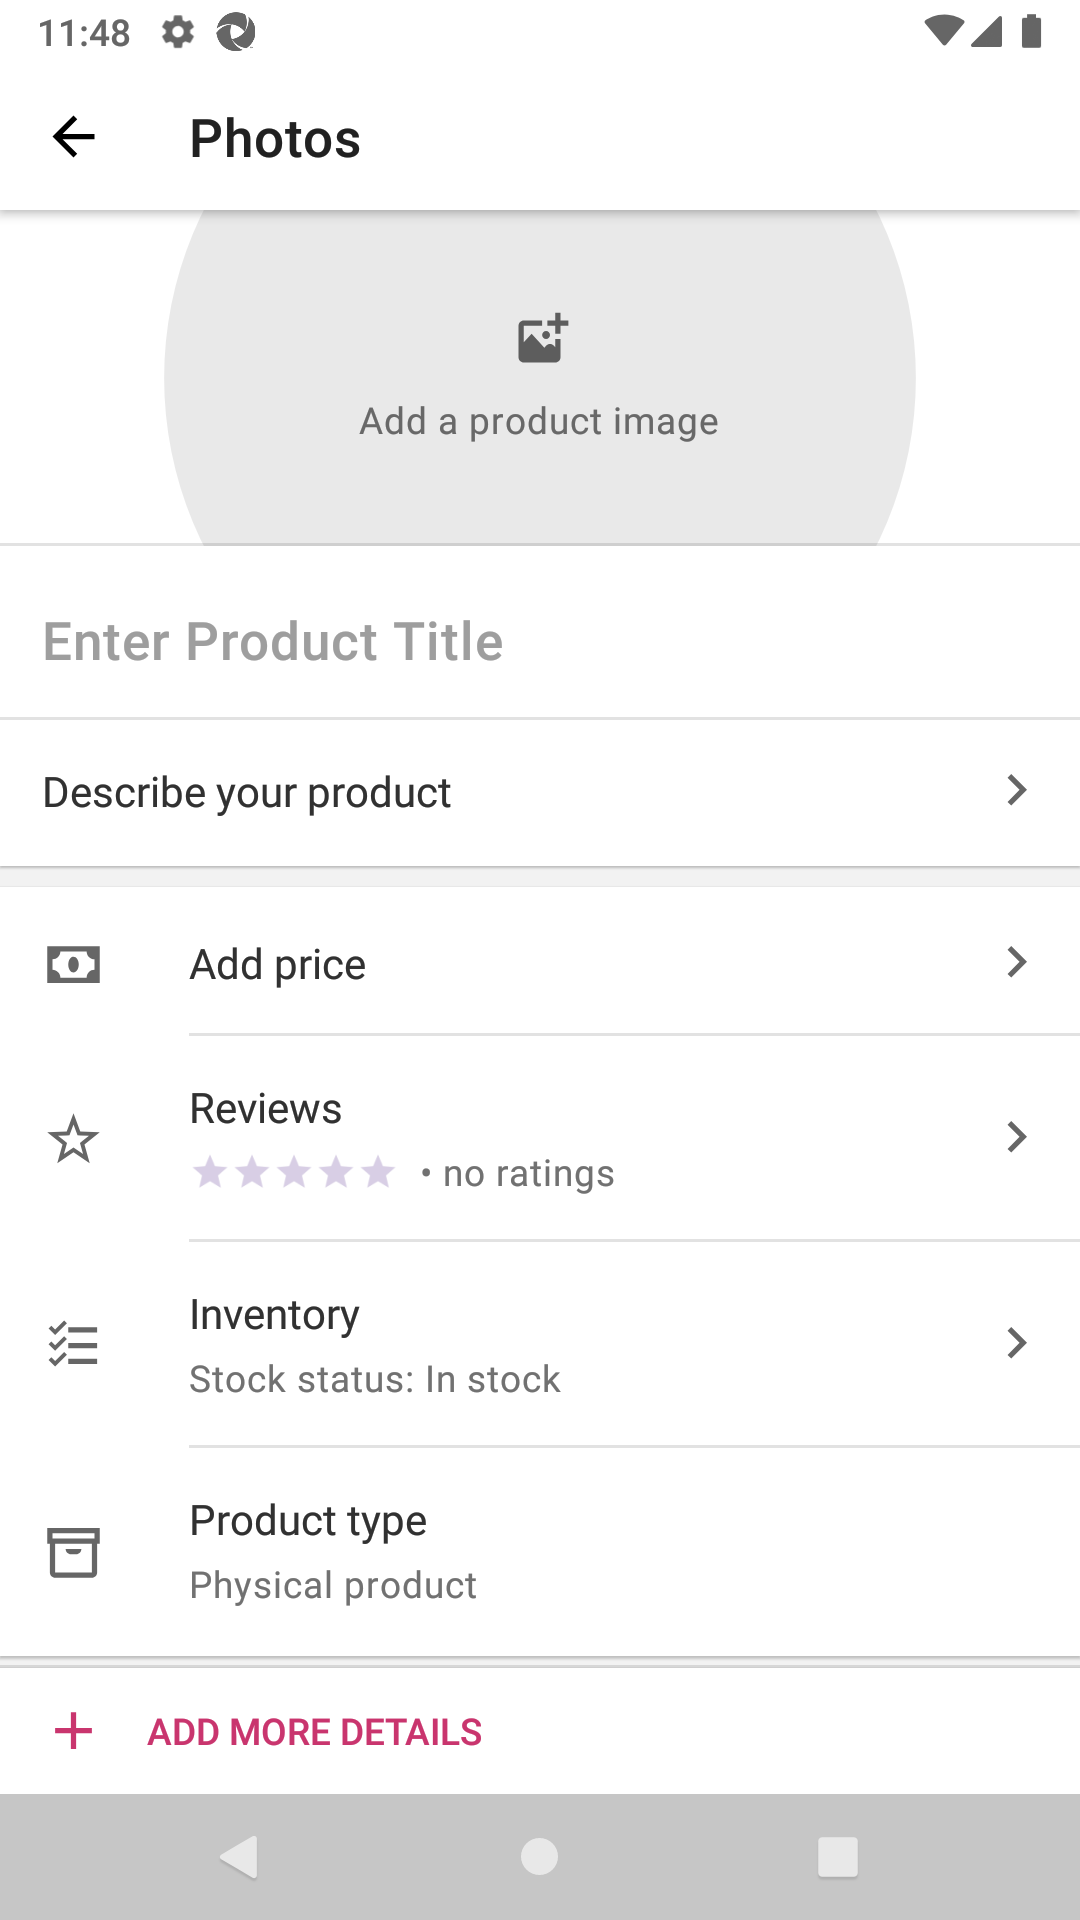 11:48
Photos
Add a product image
Enter Product Title
Describe your product
Add price
Reviews
• no ratings
Inventory
Stock status: In stock
Product type
Physical product
ADD MORE DETAILS